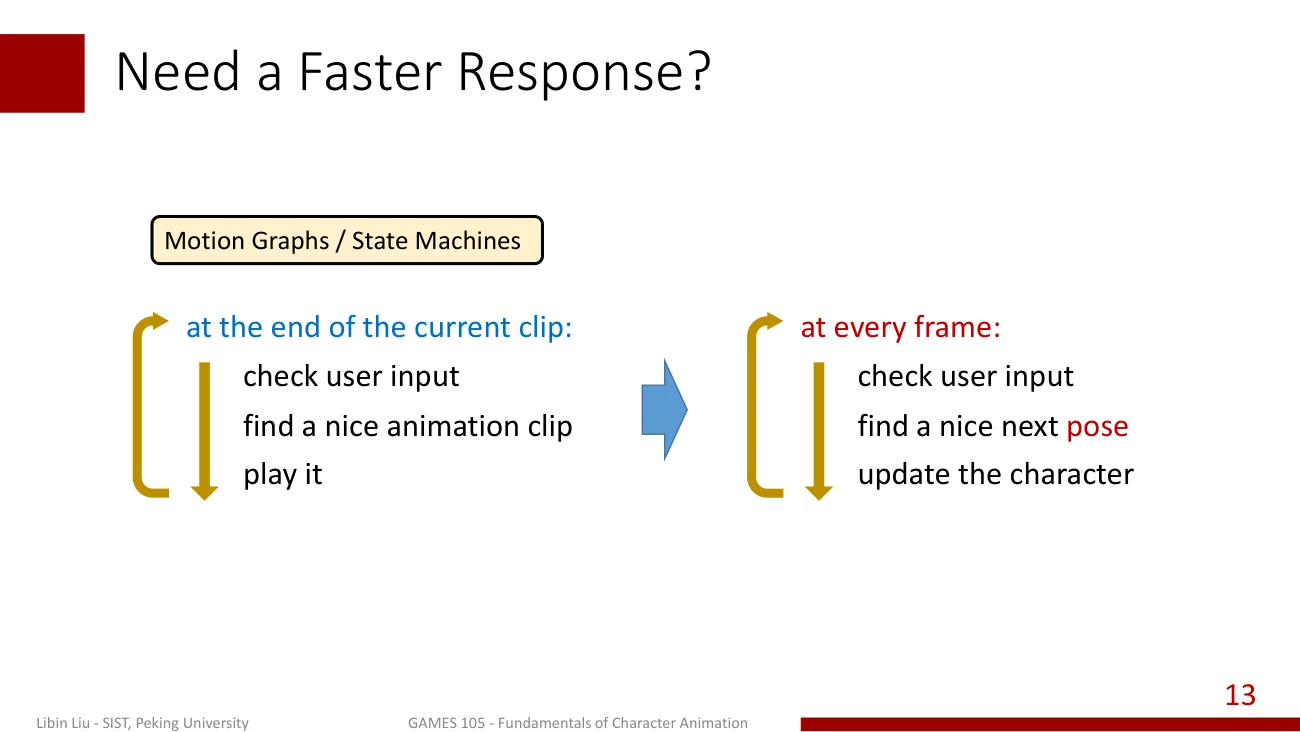 Need a Faster Response?
Motion Graphs / State Machines
at the end of the current clip:
check user input
find a nice animation clip
play it
at every frame:
check user input
find a nice next pose
update the character
13
Libin Liu - SIST, Peking University
GAMES 105 - Fundamentals of Character Animation